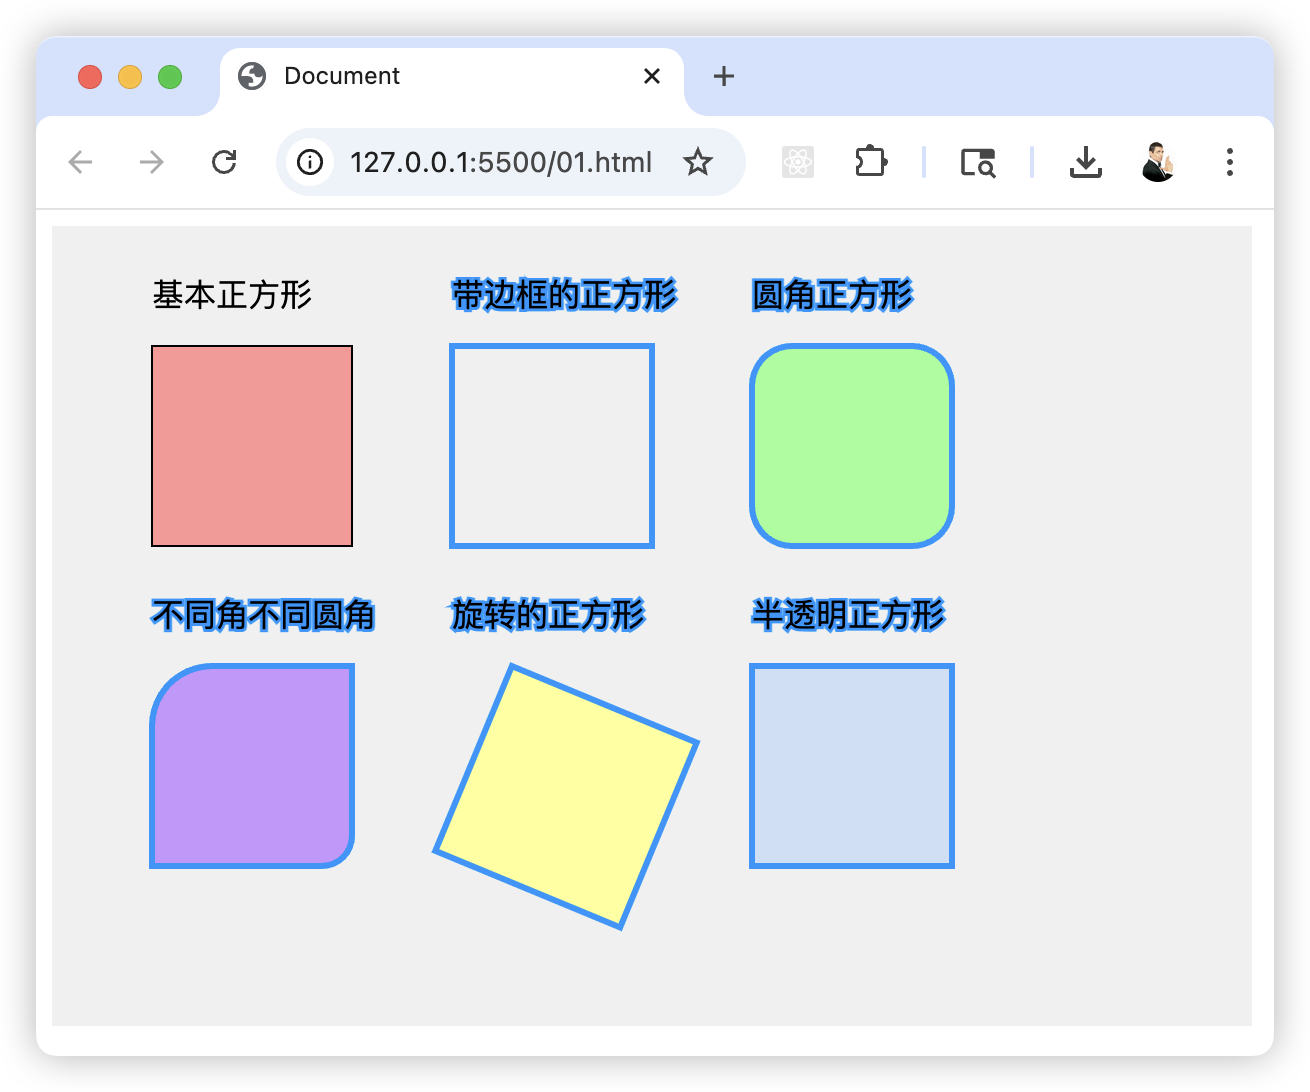 Document
127.0.0.1:5500/01.html
基本正方形
带边框的正方形
圆角正方形
不同角不同圆角
旋转的正方形
半透明正方形